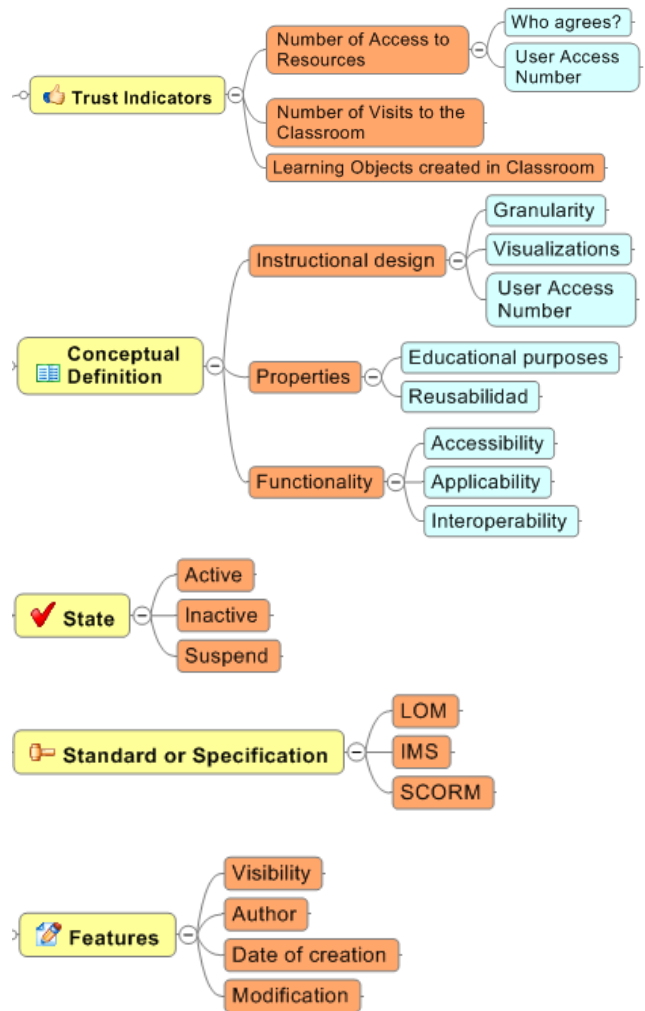 Trust Indicators
Number of Access to
Resources
Who agrees?
User Access
Number
Number of Visits to the
Classroom
Learning Objects created in Classroom
Conceptual
Definition
Instructional design
Granularity
Visualizations
User Access
Number
Properties
Educational purposes
Reusabilidad
Functionality
Accessibility
Applicability
Interoperability
State
Active
Inactive
Suspend
Standard or Specification
LOM
IMS
SCORM
Features
Visibility
Author
Date of creation
Modification